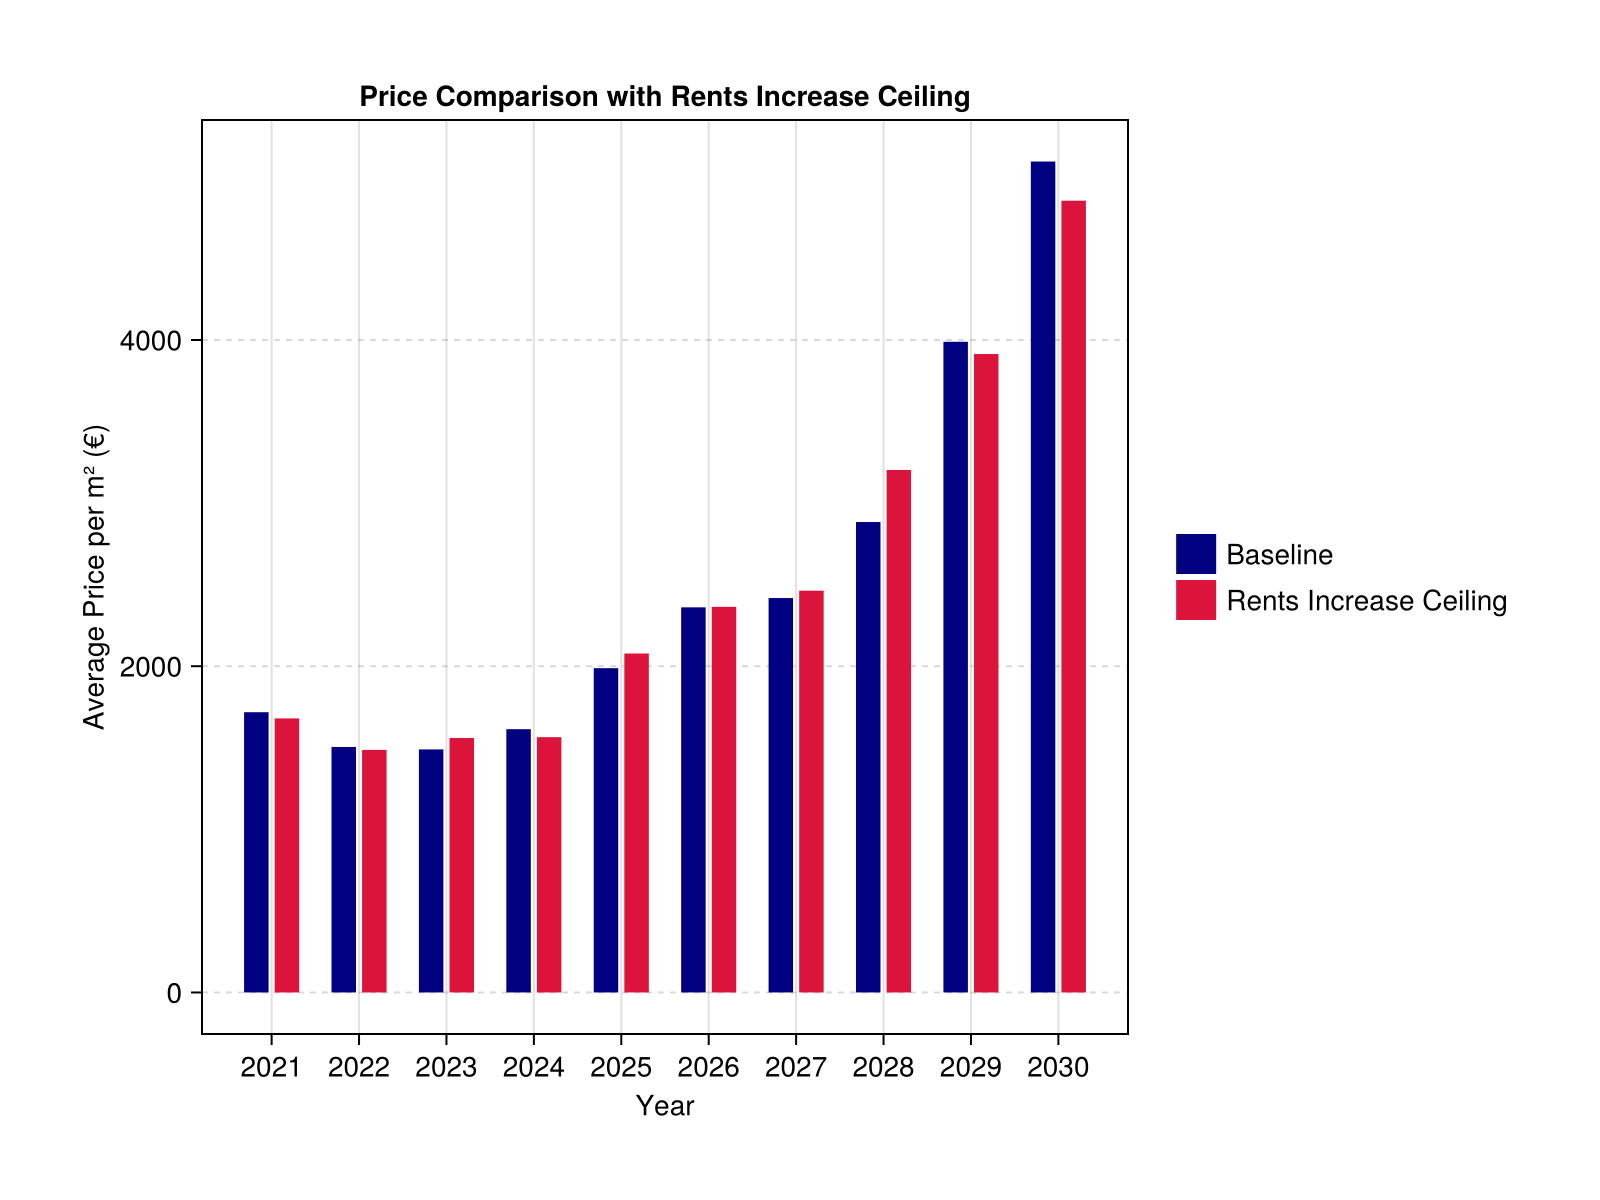 Price Comparison with Rents Increase Ceiling
Average Price per m² (€)
4000
2000
0
2021 2022 2023 2024 2025 2026 2027 2028 2029 2030
Year
Baseline
Rents Increase Ceiling